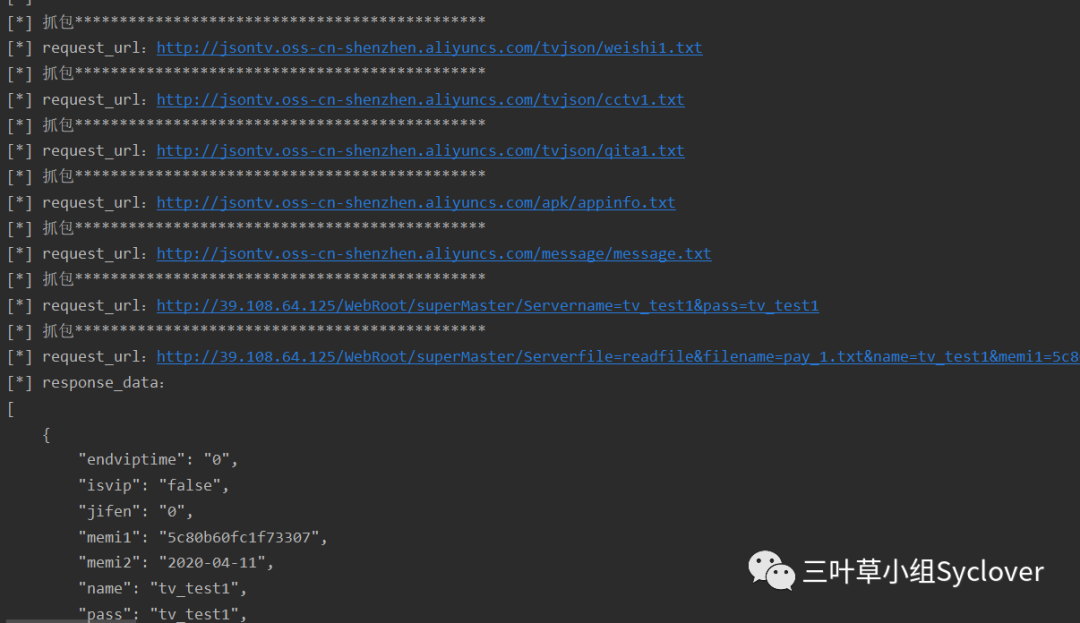 [*] 抓包**********************************************
[*] request_url：http://jsontv.oss-cn-shenzhen.aliyuncs.com/tvjson/weishi1.txt
[*] 抓包**********************************************
[*] request_url：http://jsontv.oss-cn-shenzhen.aliyuncs.com/tvjson/cctv1.txt
[*] 抓包**********************************************
[*] request_url：http://jsontv.oss-cn-shenzhen.aliyuncs.com/tvjson/qita1.txt
[*] 抓包**********************************************
[*] request_url：http://jsontv.oss-cn-shenzhen.aliyuncs.com/apk/appinfo.txt
[*] 抓包**********************************************
[*] request_url：http://jsontv.oss-cn-shenzhen.aliyuncs.com/message/message.txt
[*] 抓包**********************************************
[*] request_url：http://39.108.64.125/WebRoot/superMaster/Servername=tv_test1&pass=tv_test1
[*] 抓包**********************************************
[*] request_url：http://39.108.64.125/WebRoot/superMaster/Serverfile=readfile&filename=pay_1.txt&name=tv_test1&memi1=5c8
[*] response_data：
[
{
"endviptime": "0",
"isvip": "false",
"jifen": "0",
"memi1": "5c80b60fc1f73307",
"memi2": "2020-04-11",
"name": "tv_test1",
"pass": "tv_test1",
三叶草小组Syclover